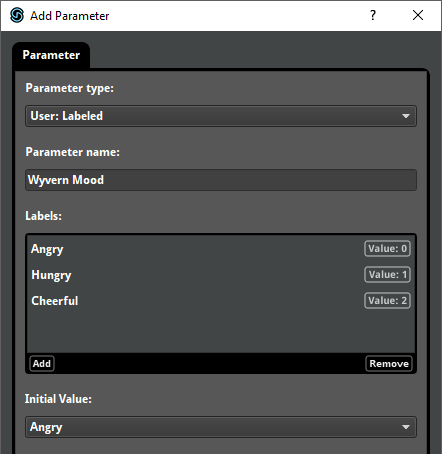 Add Parameter
?
Parameter
Parameter type:
User: Labeled
Parameter name:
Wyvern Mood
Labels:
Angry Value: 0
Hungry Value: 1
Cheerful Value: 2
Add Remove
Initial Value:
Angry